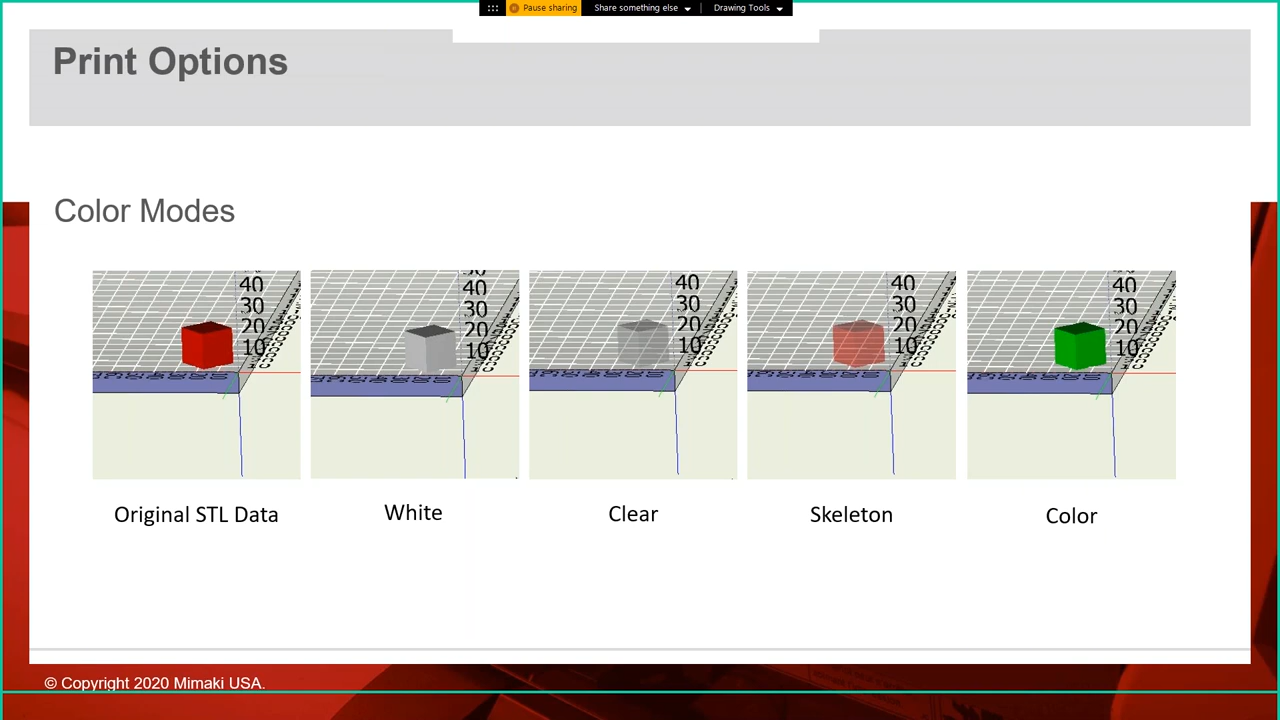 Pause sharing
Share something else
Drawing Tools
Print Options
Color Modes
40
30
20
10
40
30
20
10
40
30
20
10
40
30
20
10
40
30
20
10
Original STL Data
White
Clear
Skeleton
Color
© Copyright 2020 Mimaki USA.